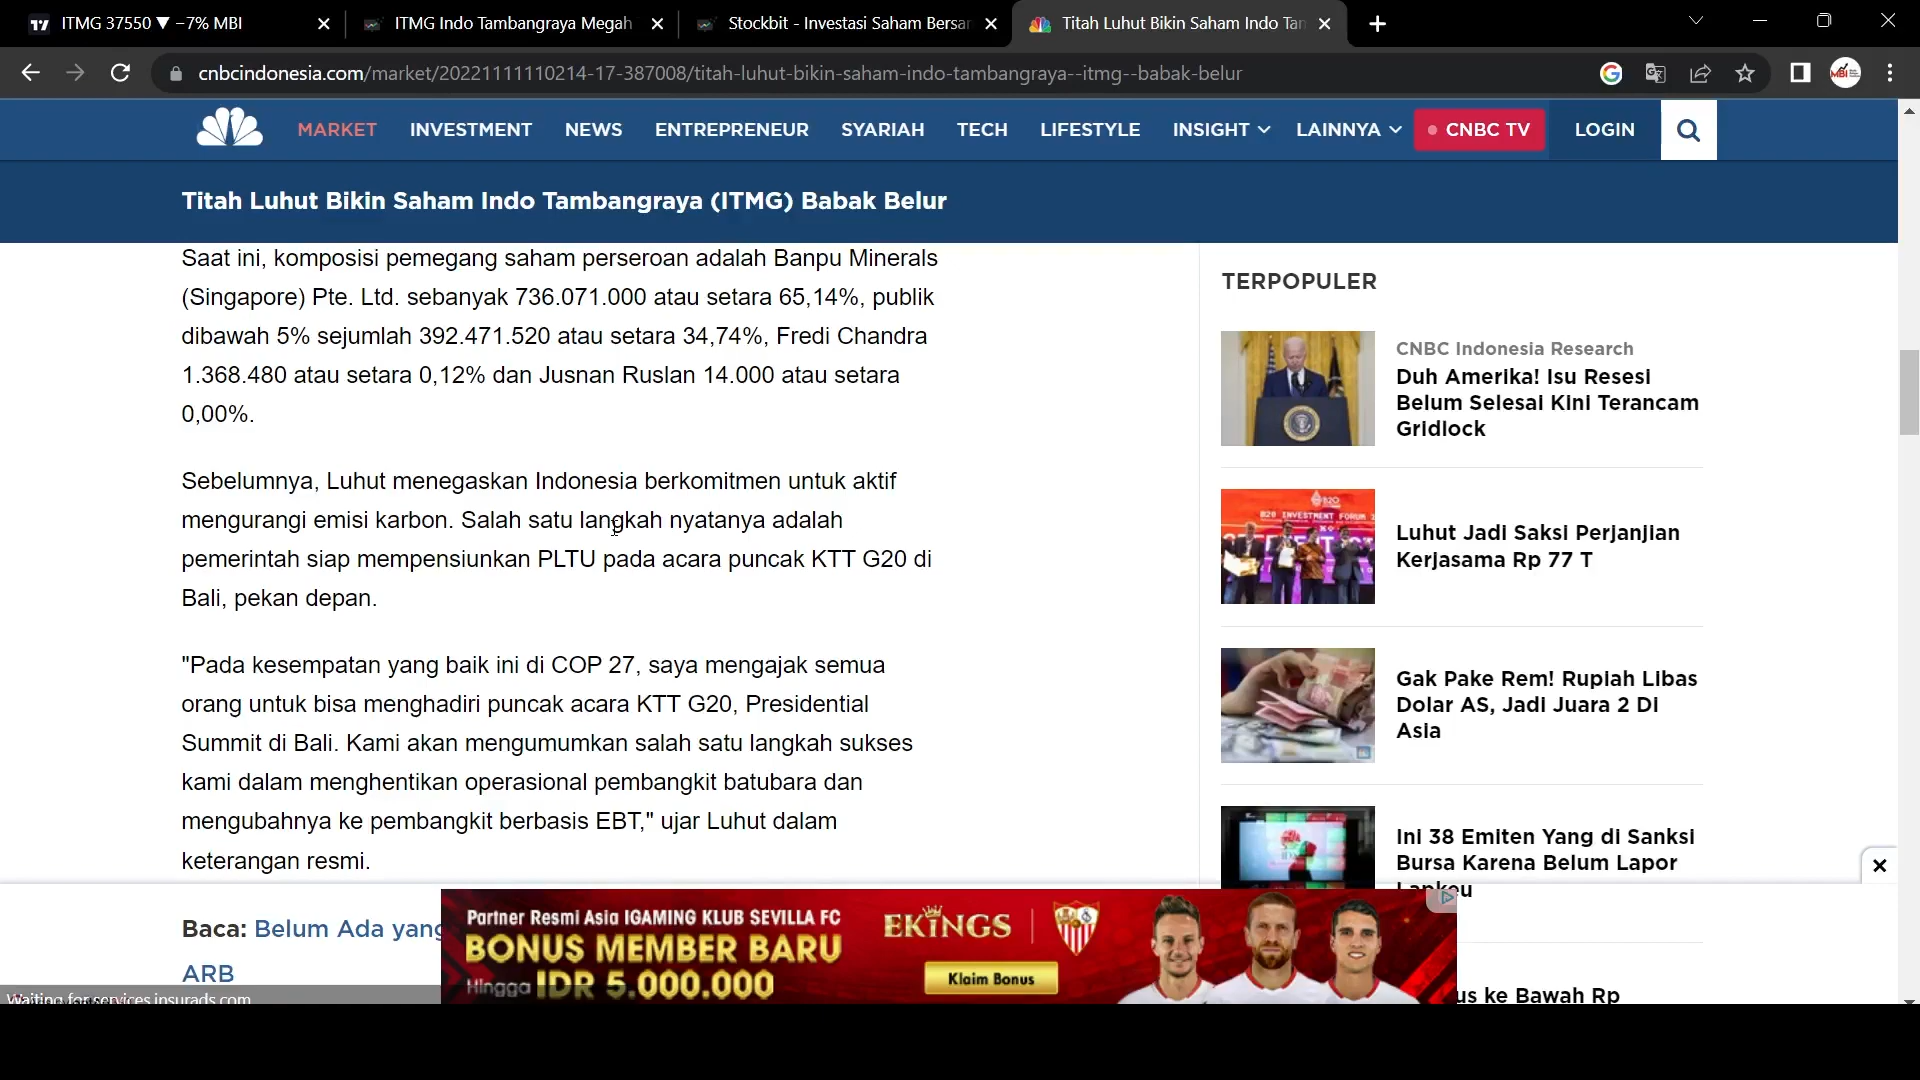 ITMG 37550 ▼ −7% MBI
ITMG Indo Tambangraya Megah
Stockbit - Investasi Saham Bersar
Titah Luhut Bikin Saham Indo Tan
cnbcindonesia.com/market/20221111110214-17-387008/titah-luhut-bikin-saham-indo-tambangraya--itmg--babak-belur
MARKET INVESTMENT NEWS ENTREPRENEUR SYARIAH TECH LIFESTYLE INSIGHT LAINNYA CNBC TV LOGIN
Titah Luhut Bikin Saham Indo Tambangraya (ITMG) Babak Belur
Saat ini, komposisi pemegang saham perseroan adalah Banpu Minerals
(Singapore) Pte. Ltd. sebanyak 736.071.000 atau setara 65,14%, publik
dibawah 5% sejumlah 392.471.520 atau setara 34,74%, Fredi Chandra
1.368.480 atau setara 0,12% dan Jusnan Ruslan 14.000 atau setara
0,00%.
Sebelumnya, Luhut menegaskan Indonesia berkomitmen untuk aktif
mengurangi emisi karbon. Salah satu langkah nyatanya adalah
pemerintah siap mempensiunkan PLTU pada acara puncak KTT G20 di
Bali, pekan depan.
"Pada kesempatan yang baik ini di COP 27, saya mengajak semua
orang untuk bisa menghadiri puncak acara KTT G20, Presidential
Summit di Bali. Kami akan mengumumkan salah satu langkah sukses
kami dalam menghentikan operasional pembangkit batubara dan
mengubahnya ke pembangkit berbasis EBT," ujar Luhut dalam
keterangan resmi.
Baca: Belum Ada yang
ARB
Waiting for services.insurads.com
TERPOPULER
CNBC Indonesia Research
Duh Amerika! Isu Resesi
Belum Selesai Kini Terancam
Gridlock
B20 INVESTMENT FORUM
Luhut Jadi Saksi Perjanjian
Kerjasama Rp 77 T
Gak Pake Rem! Rupiah Libas
Dolar AS, Jadi Juara 2 Di
Asia
Ini 38 Emiten Yang di Sanksi
Bursa Karena Belum Lapor
Lapkeu
us ke Bawah Rp
Partner Resmi Asia IGAMING KLUB SEVILLA FC
BONUS MEMBER BARU
Hingga IDR 5.000.000
EKINGS
Klaim Bonus